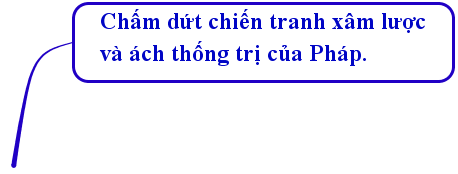 Chấm dứt chiến tranh xâm lược
và ách thống trị của Pháp.